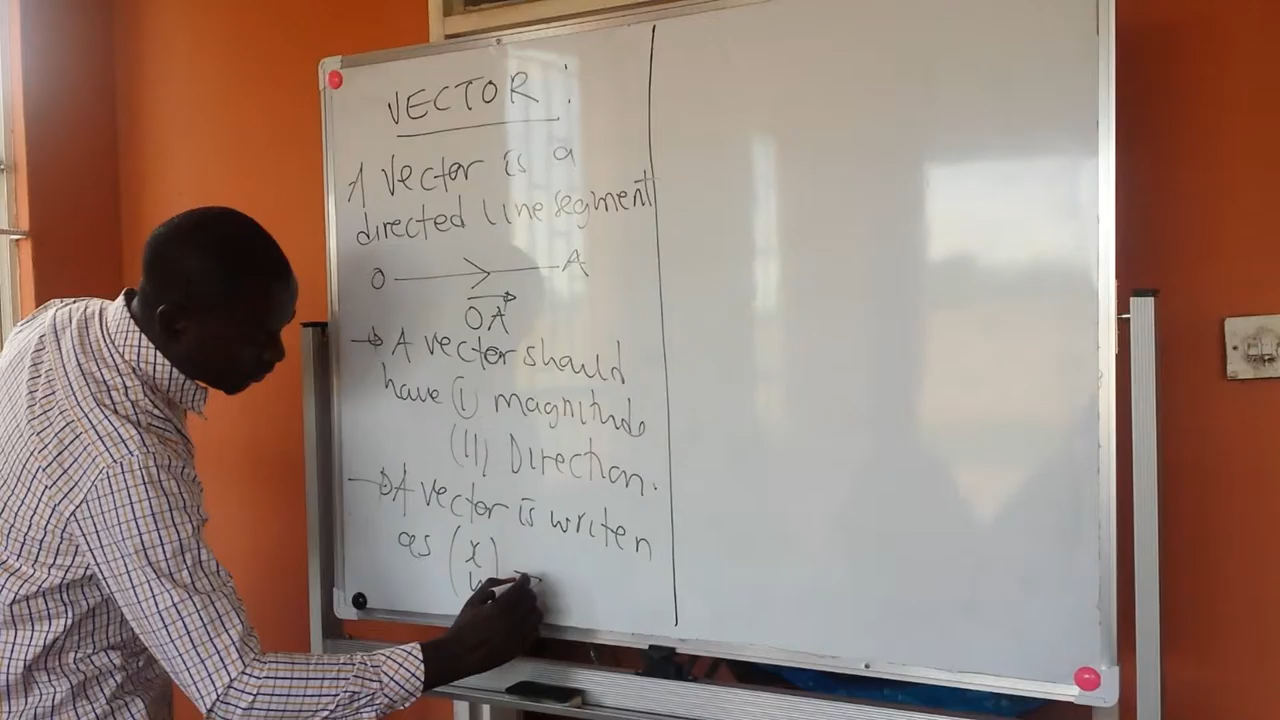 VECTOR :
A vector is a
directed line segment
O A
OA
A vector should
have (i) magnitude
(II) Direction.
A vector is writen
as (x
y) =